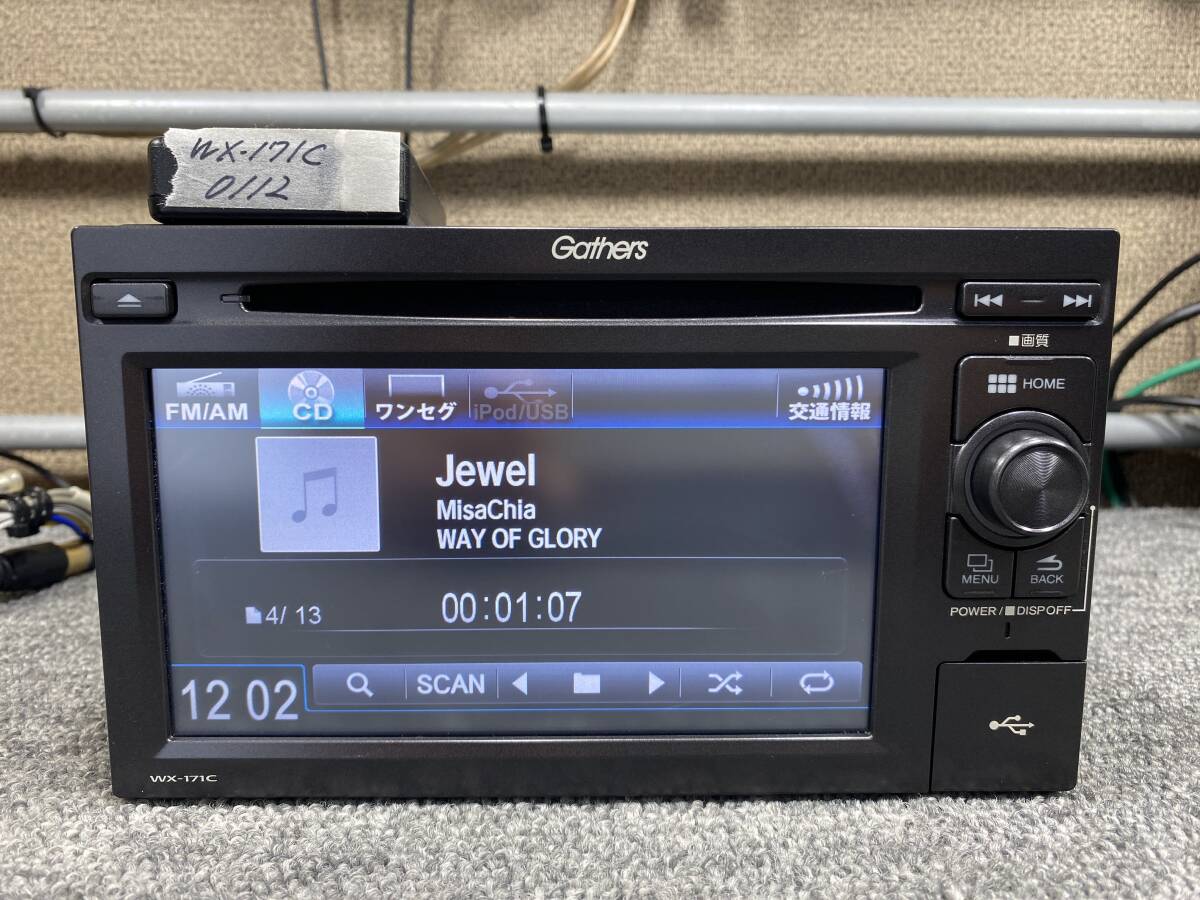 WX-171C
0112
Gathers
■画質
HOME
FM/AM
CD
ワンセグ
iPod/USB
交通情報
Jewel
MisaChia
WAY OF GLORY
4/ 13
00:01:07
MENU
BACK
POWER/■DISPOFF
12 02
SCAN
WX-171C